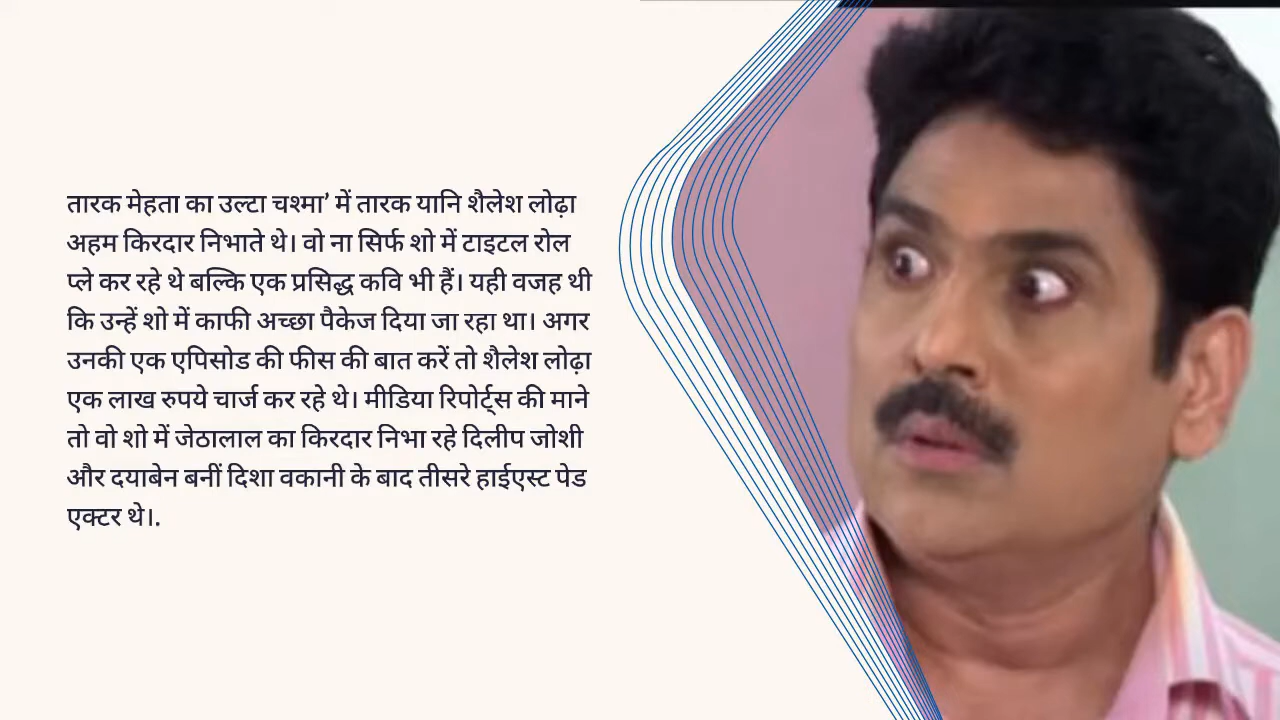 तारक मेहता का उल्टा चश्मा’ में तारक यानि शैलेश लोढ़ा
अहम किरदार निभाते थे। वो ना सिर्फ शो में टाइटल रोल
प्ले कर रहे थे बल्कि एक प्रसिद्ध कवि भी हैं। यही वजह थी
कि उन्हें शो में काफी अच्छा पैकेज दिया जा रहा था। अगर
उनकी एक एपिसोड की फीस की बात करें तो शैलेश लोढ़ा
एक लाख रुपये चार्ज कर रहे थे। मीडिया रिपोर्ट्स की माने
तो वो शो में जेठालाल का किरदार निभा रहे दिलीप जोशी
और दयाबेन बनीं दिशा वकानी के बाद तीसरे हाईएस्ट पेड
एक्टर थे।.